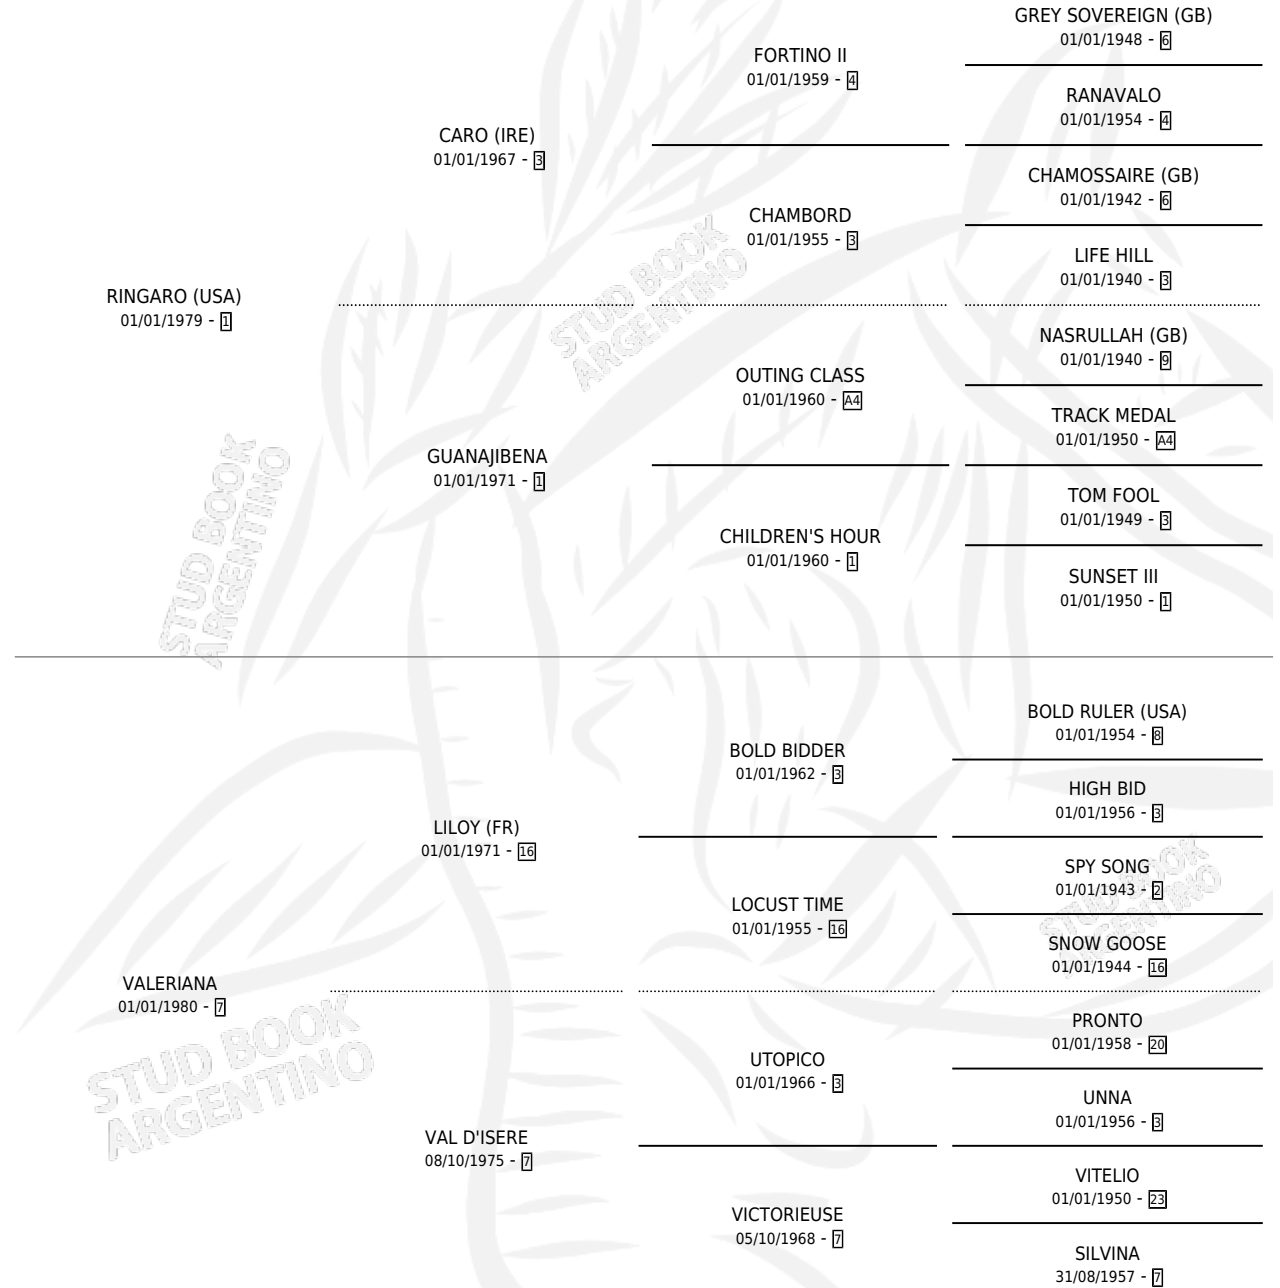 GREY SOVEREIGN (GB)
01/01/1948 - 6
FORTINO II
01/01/1959 - 4
RANAVALO
01/01/1954 - 4
CARO (IRE)
01/01/1967 - 3
CHAMOSSAIRE (GB)
01/01/1942 - 6
CHAMBORD
01/01/1955 - 3
LIFE HILL
01/01/1940 - 3
RINGARO (USA)
01/01/1979 - 1
NASRULLAH (GB)
01/01/1940 - 9
OUTING CLASS
01/01/1960 - A4
TRACK MEDAL
01/01/1950 - A4
GUANAJIBENA
01/01/1971 - 1
TOM FOOL
01/01/1949 - 3
CHILDREN'S HOUR
01/01/1960 - 1
SUNSET III
01/01/1950 - 1
BOLD RULER (USA)
01/01/1954 - 8
BOLD BIDDER
01/01/1962 - 3
HIGH BID
01/01/1956 - 3
LILOY (FR)
01/01/1971 - 16
SPY SONG
01/01/1943 - 2
LOCUST TIME
01/01/1955 - 16
SNOW GOOSE
01/01/1944 - 16
VALERIANA
01/01/1980 - 7
PRONTO
01/01/1958 - 20
UTOPICO
01/01/1966 - 3
UNNA
01/01/1956 - 3
VAL D'ISERE
08/10/1975 - 7
VITELIO
01/01/1950 - 23
VICTORIEUSE
05/10/1968 - 7
SILVINA
31/08/1957 - 7
STUD BOOK
ARGENTINO
STUD BOOK
ARGENTINO
STUD BOOK
ARGENTINO
STUD BOOK
ARGENTINO